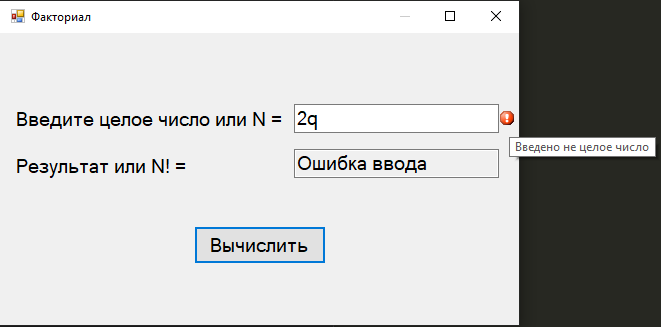 Факториал
Введите целое число или N = 2q
Введено не целое число
Результат или N! = Ошибка ввода
Вычислить